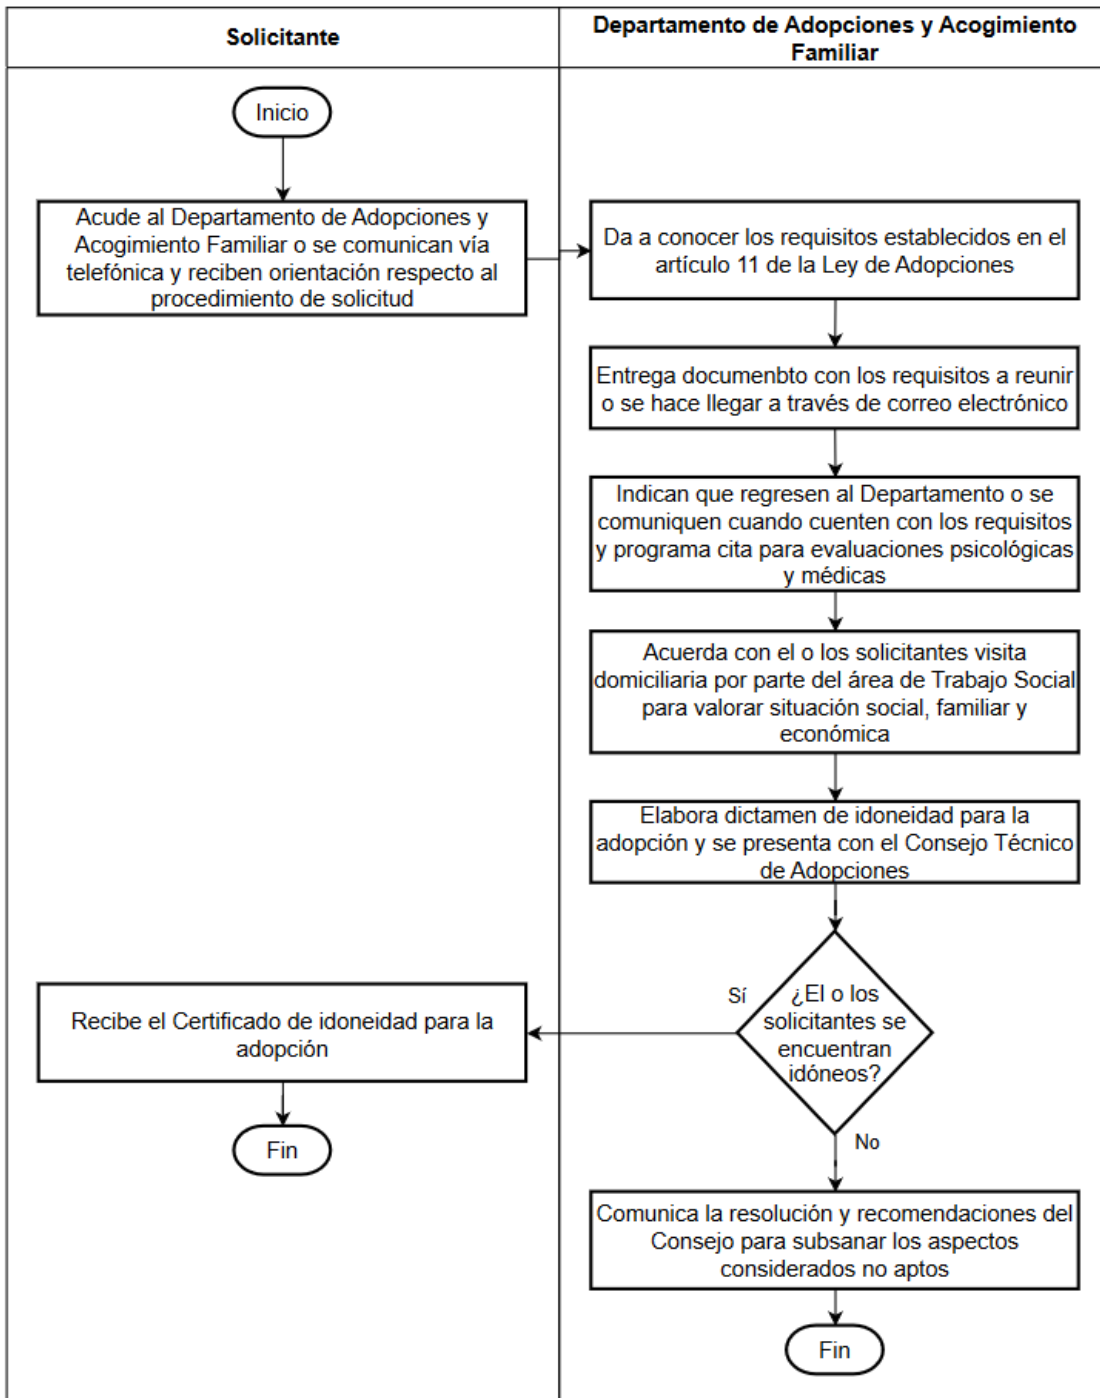 Solicitante
Departamento de Adopciones y Acogimiento
Familiar
Inicio
Acude al Departamento de Adopciones y
Acogimiento Familiar o se comunican vía
telefónica y reciben orientación respecto al
procedimiento de solicitud
Da a conocer los requisitos establecidos en el
artículo 11 de la Ley de Adopciones
Entrega documenbto con los requisitos a reunir
o se hace llegar a través de correo electrónico
Indican que regresen al Departamento o se
comuniquen cuando cuenten con los requisitos
y programa cita para evaluaciones psicológicas
y médicas
Acuerda con el o los solicitantes visita
domiciliaria por parte del área de Trabajo Social
para valorar situación social, familiar y
económica
Elabora dictamen de idoneidad para la
adopción y se presenta con el Consejo Técnico
de Adopciones
¿El o los
solicitantes se
encuentran
idóneos?
Sí
Recibe el Certificado de idoneidad para la
adopción
Fin
No
Comunica la resolución y recomendaciones del
Consejo para subsanar los aspectos
considerados no aptos
Fin